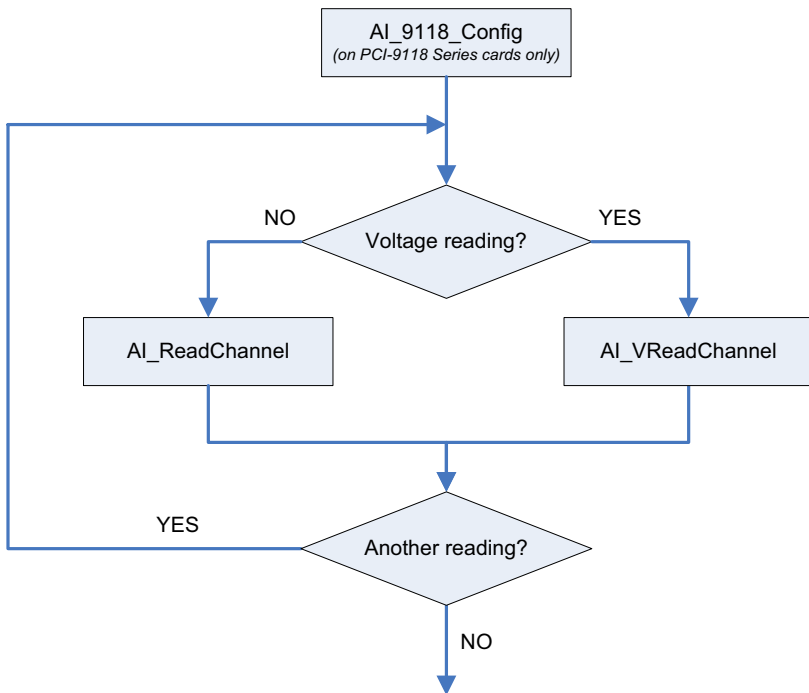 AI_9118_Config
(on PCI-9118 Series cards only)
NO
YES
Voltage reading?
AI_ReadChannel
AI_VReadChannel
YES
Another reading?
NO